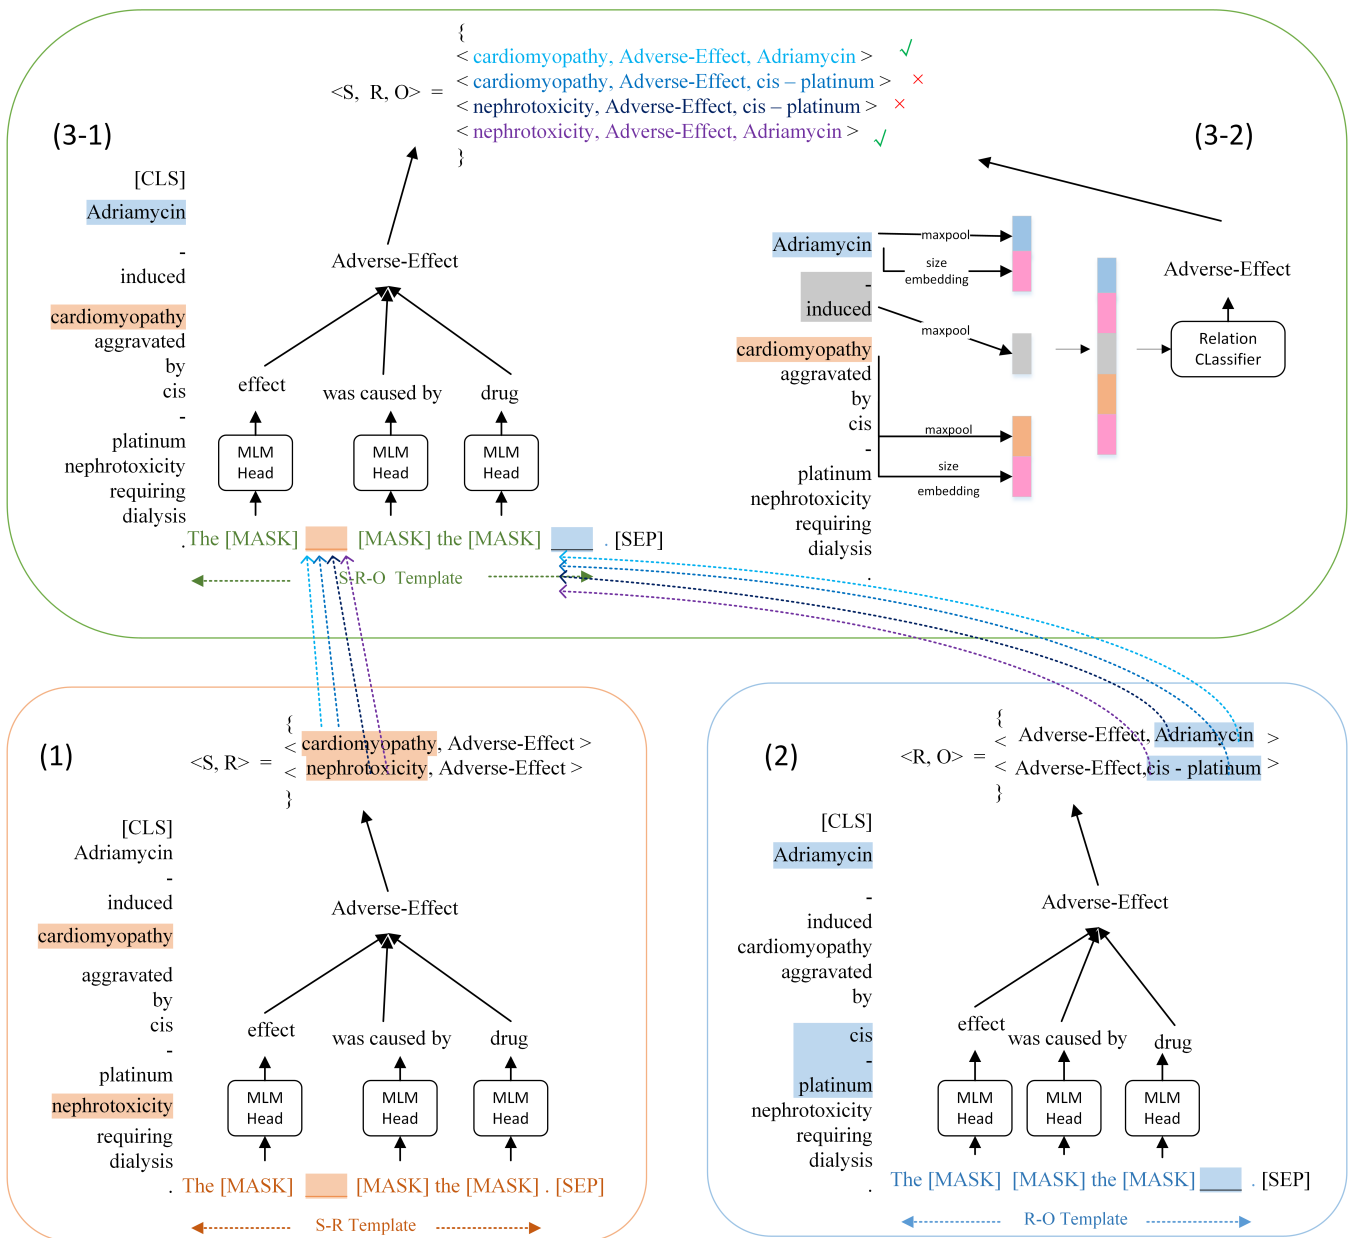 {
< cardiomyopathy, Adverse-Effect, Adriamycin > √
< cardiomyopathy, Adverse-Effect, cis – platinum > ×
<S, R, O> =
< nephrotoxicity, Adverse-Effect, cis – platinum > ×
< nephrotoxicity, Adverse-Effect, Adriamycin > √
}
(3-1)
[CLS]
Adriamycin
-
induced
cardiomyopathy
aggravated
by
cis
-
platinum
nephrotoxicity
requiring
dialysis
.
Adverse-Effect
effect
was caused by
drug
MLM
Head
MLM
Head
MLM
Head
The [MASK] ____ [MASK] the [MASK] ____ . [SEP]
S-R-O Template
(3-2)
Adriamycin
-
induced
cardiomyopathy
aggravated
by
cis
-
platinum
nephrotoxicity
requiring
dialysis
.
maxpool
size
embedding
maxpool
maxpool
size
embedding
Adverse-Effect
Relation
CLassifier
(1)
<S, R> =
{
< cardiomyopathy, Adverse-Effect >
< nephrotoxicity, Adverse-Effect >
}
[CLS]
Adriamycin
-
induced
cardiomyopathy
aggravated
by
cis
-
platinum
nephrotoxicity
requiring
dialysis
.
Adverse-Effect
effect
was caused by
drug
MLM
Head
MLM
Head
MLM
Head
The [MASK] ____ [MASK] the [MASK] . [SEP]
S-R Template
(2)
<R, O> =
{
< Adverse-Effect, Adriamycin >
< Adverse-Effect,cis - platinum >
}
[CLS]
Adriamycin
-
induced
cardiomyopathy
aggravated
by
cis
-
platinum
nephrotoxicity
requiring
dialysis
.
Adverse-Effect
effect
was caused by
drug
MLM
Head
MLM
Head
MLM
Head
The [MASK] [MASK] the [MASK] ____ . [SEP]
R-O Template